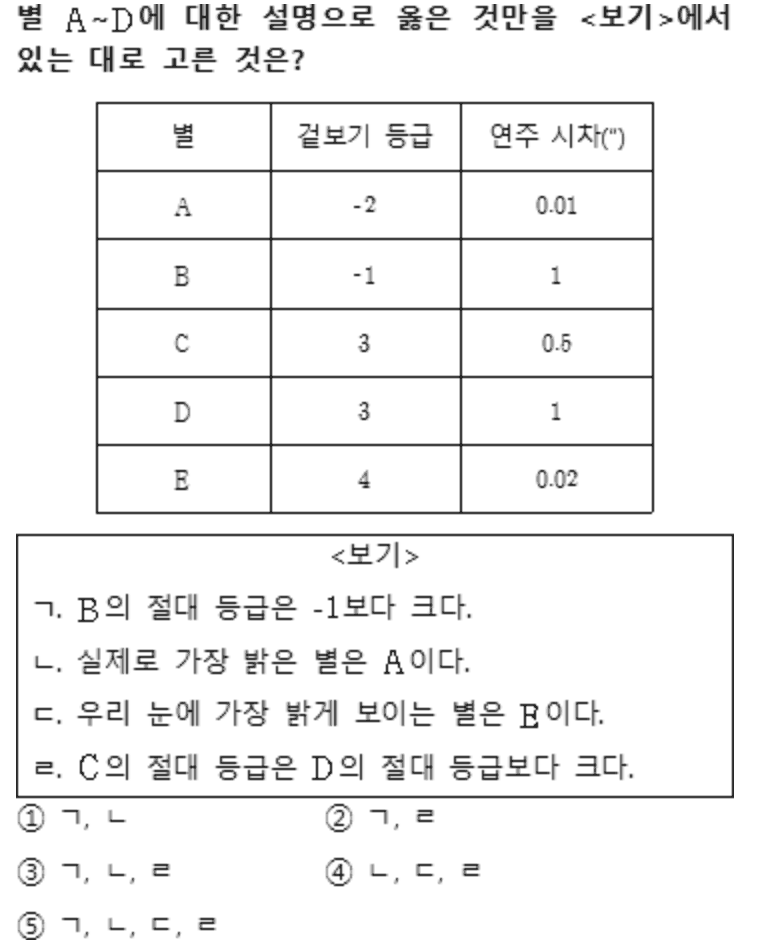 별 A~D에 대한 설명으로 옳은 것만을 <보기>에서
있는 대로 고른 것은?
별 겉보기 등급 연주 시차(")
A -2 0.01
B -1 1
C 3 0.5
D 3 1
E 4 0.02
<보기>
ㄱ. B의 절대 등급은 -1보다 크다.
ㄴ. 실제로 가장 밝은 별은 A이다.
ㄷ. 우리 눈에 가장 밝게 보이는 별은 E이다.
ㄹ. C의 절대 등급은 D의 절대 등급보다 크다.
① ㄱ, ㄴ ② ㄱ, ㄹ
③ ㄱ, ㄴ, ㄹ ④ ㄴ, ㄷ, ㄹ
⑤ ㄱ, ㄴ, ㄷ, ㄹ